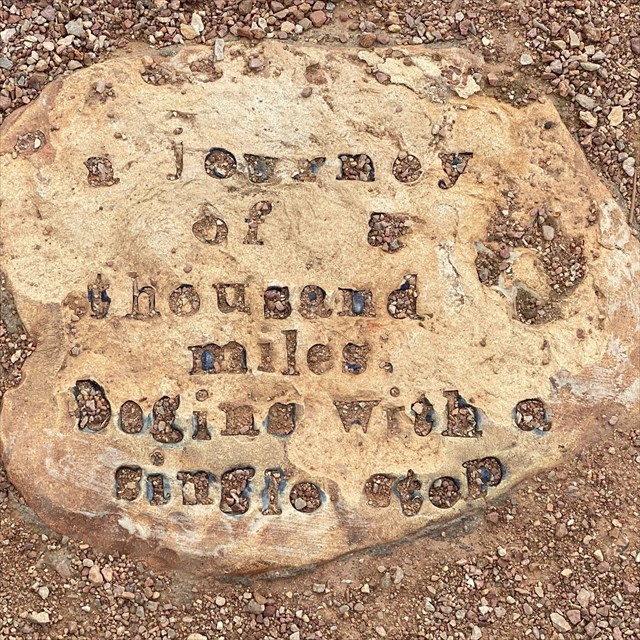 a journey
of a
thousand
miles
Begins with a
single step